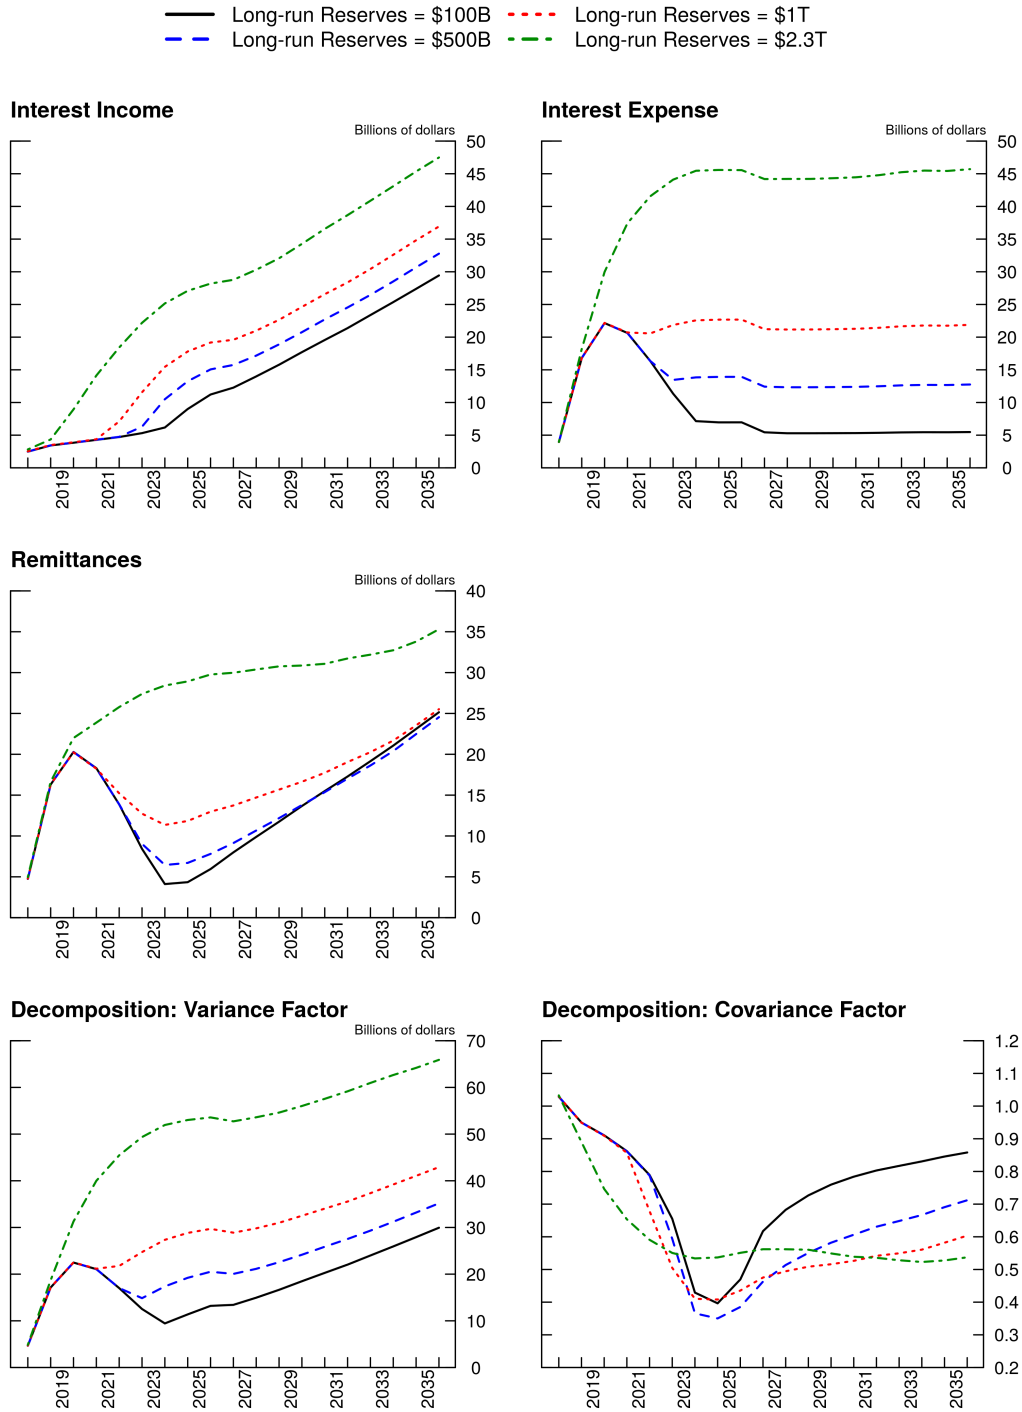 Long-run Reserves = $100B
Long-run Reserves = $500B
Long-run Reserves = $1T
Long-run Reserves = $2.3T
Interest Income
Billions of dollars
50
45
40
35
30
25
20
15
10
5
0
2019 2021 2023 2025 2027 2029 2031 2033 2035
Interest Expense
Billions of dollars
50
45
40
35
30
25
20
15
10
5
0
2019 2021 2023 2025 2027 2029 2031 2033 2035
Remittances
Billions of dollars
40
35
30
25
20
15
10
5
0
2019 2021 2023 2025 2027 2029 2031 2033 2035
Decomposition: Variance Factor
Billions of dollars
70
60
50
40
30
20
10
0
2019 2021 2023 2025 2027 2029 2031 2033 2035
Decomposition: Covariance Factor
1.2
1.1
1.0
0.9
0.8
0.7
0.6
0.5
0.4
0.3
0.2
2019 2021 2023 2025 2027 2029 2031 2033 2035